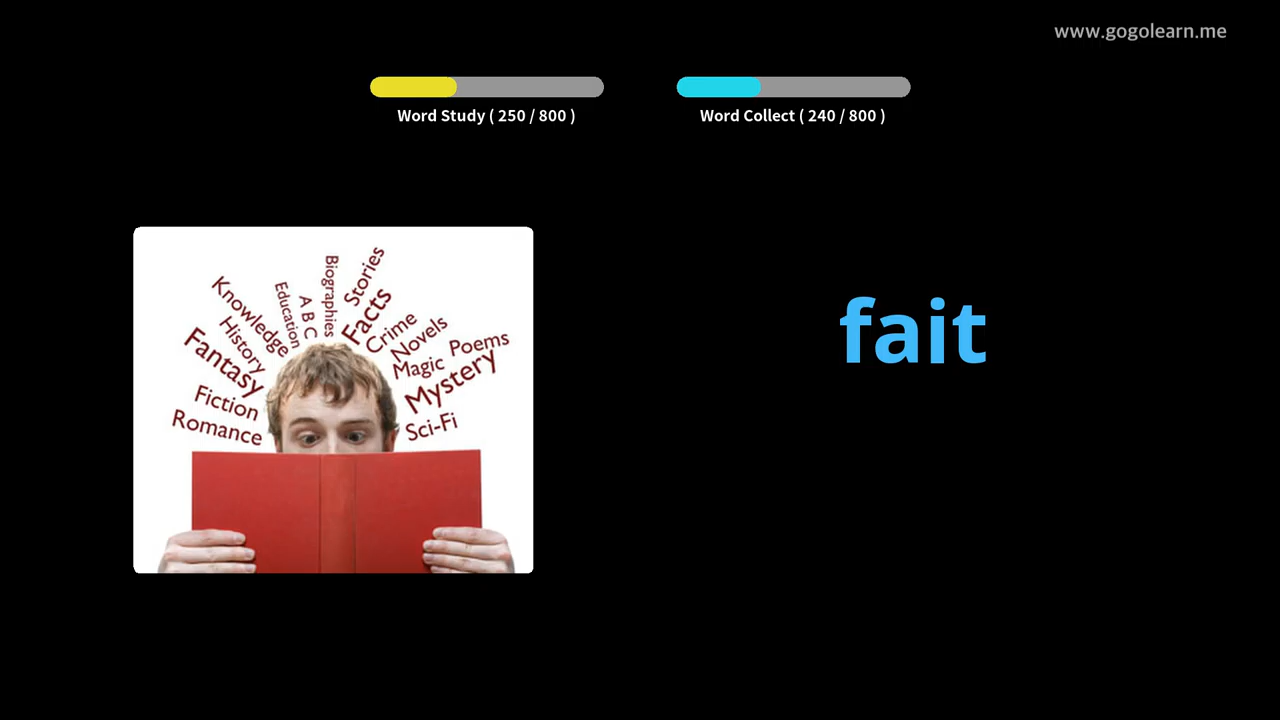 www.gogolearn.me
Word Study ( 250 / 800 )
Word Collect ( 240 / 800 )
Biographies
Stories
Education
A B C
Facts
Knowledge
Crime
History
Novels
Fantasy
Magic
Poems
Mystery
Fiction
Romance
Sci-Fi
fait